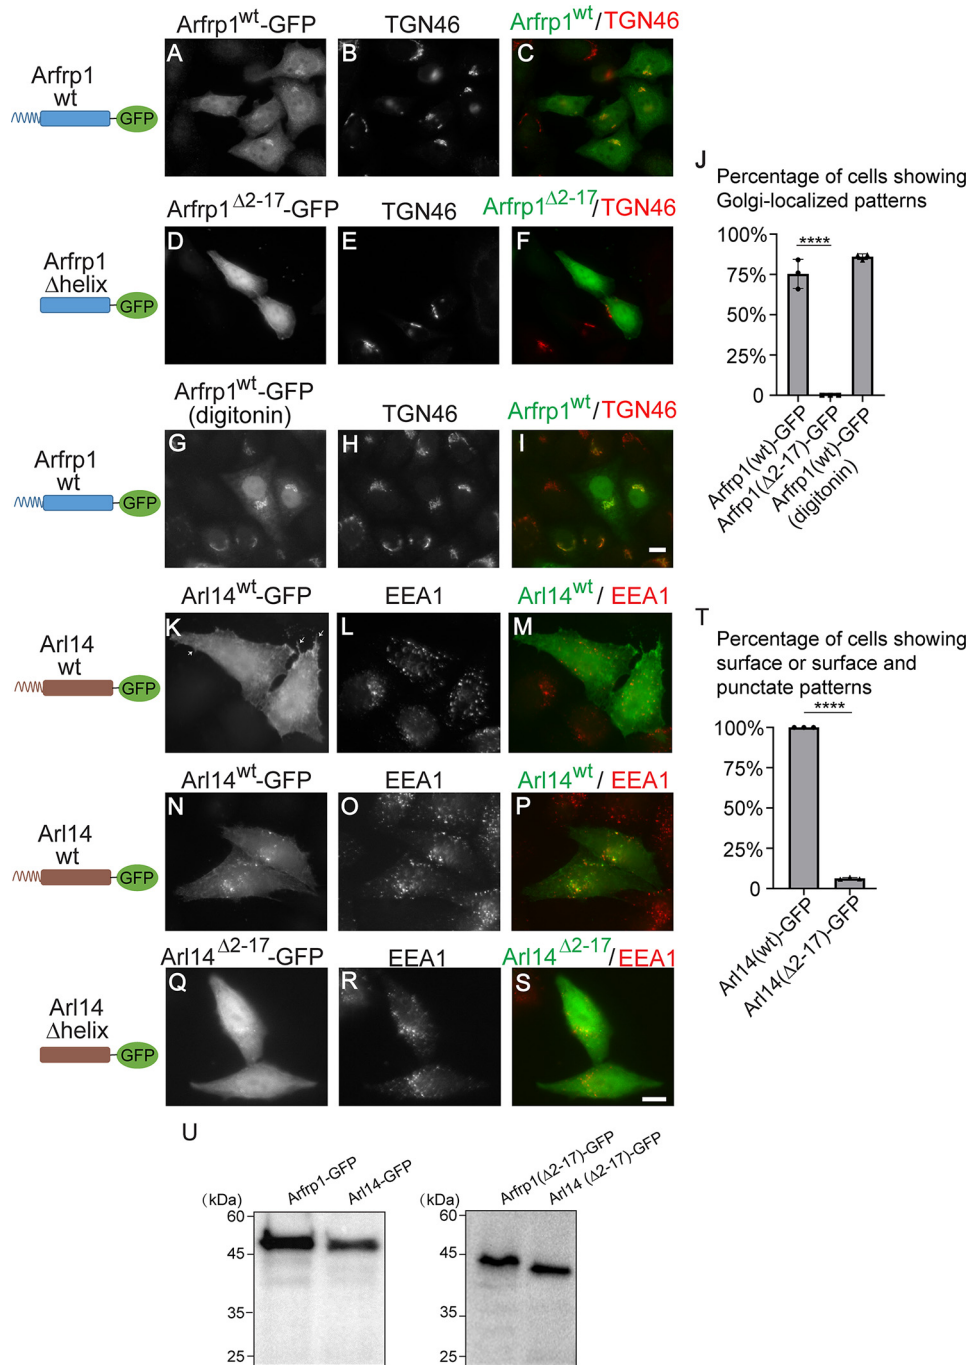 Arfrp1ʷᵗ-GFP TGN46 Arfrp1ʷᵗ/TGN46
Arfrp1
wt
GFP
A B C
Arfrp1Δ2-17-GFP TGN46 Arfrp1Δ2-17/TGN46
Arfrp1
Δhelix
GFP
D E F
Arfrp1ʷᵗ-GFP
(digitonin) TGN46 Arfrp1ʷᵗ/TGN46
Arfrp1
wt
GFP
G H I
J
Percentage of cells showing
Golgi-localized patterns
100%
75%
50%
25%
0
****
Arfrp1(wt)-GFP
Arfrp1(Δ2-17)-GFP
Arfrp1(wt)-GFP
(digitonin)
Arl14ʷᵗ-GFP EEA1 Arl14ʷᵗ/ EEA1
Arl14
wt
GFP
K L M
Arl14ʷᵗ-GFP EEA1 Arl14ʷᵗ/ EEA1
Arl14
wt
GFP
N O P
Arl14Δ2-17-GFP EEA1 Arl14Δ2-17/EEA1
Arl14
Δhelix
GFP
Q R S
T
Percentage of cells showing
surface or surface and
punctate patterns
****
100%
75%
50%
25%
0
Arl14(wt)-GFP
Arl14(Δ2-17)-GFP
U
(kDa) Arfrp1-GFP Arl14-GFP
60
45
35
25
(kDa) Arfrp1(Δ2-17)-GFP Arl14 (Δ2-17)-GFP
60
45
35
25